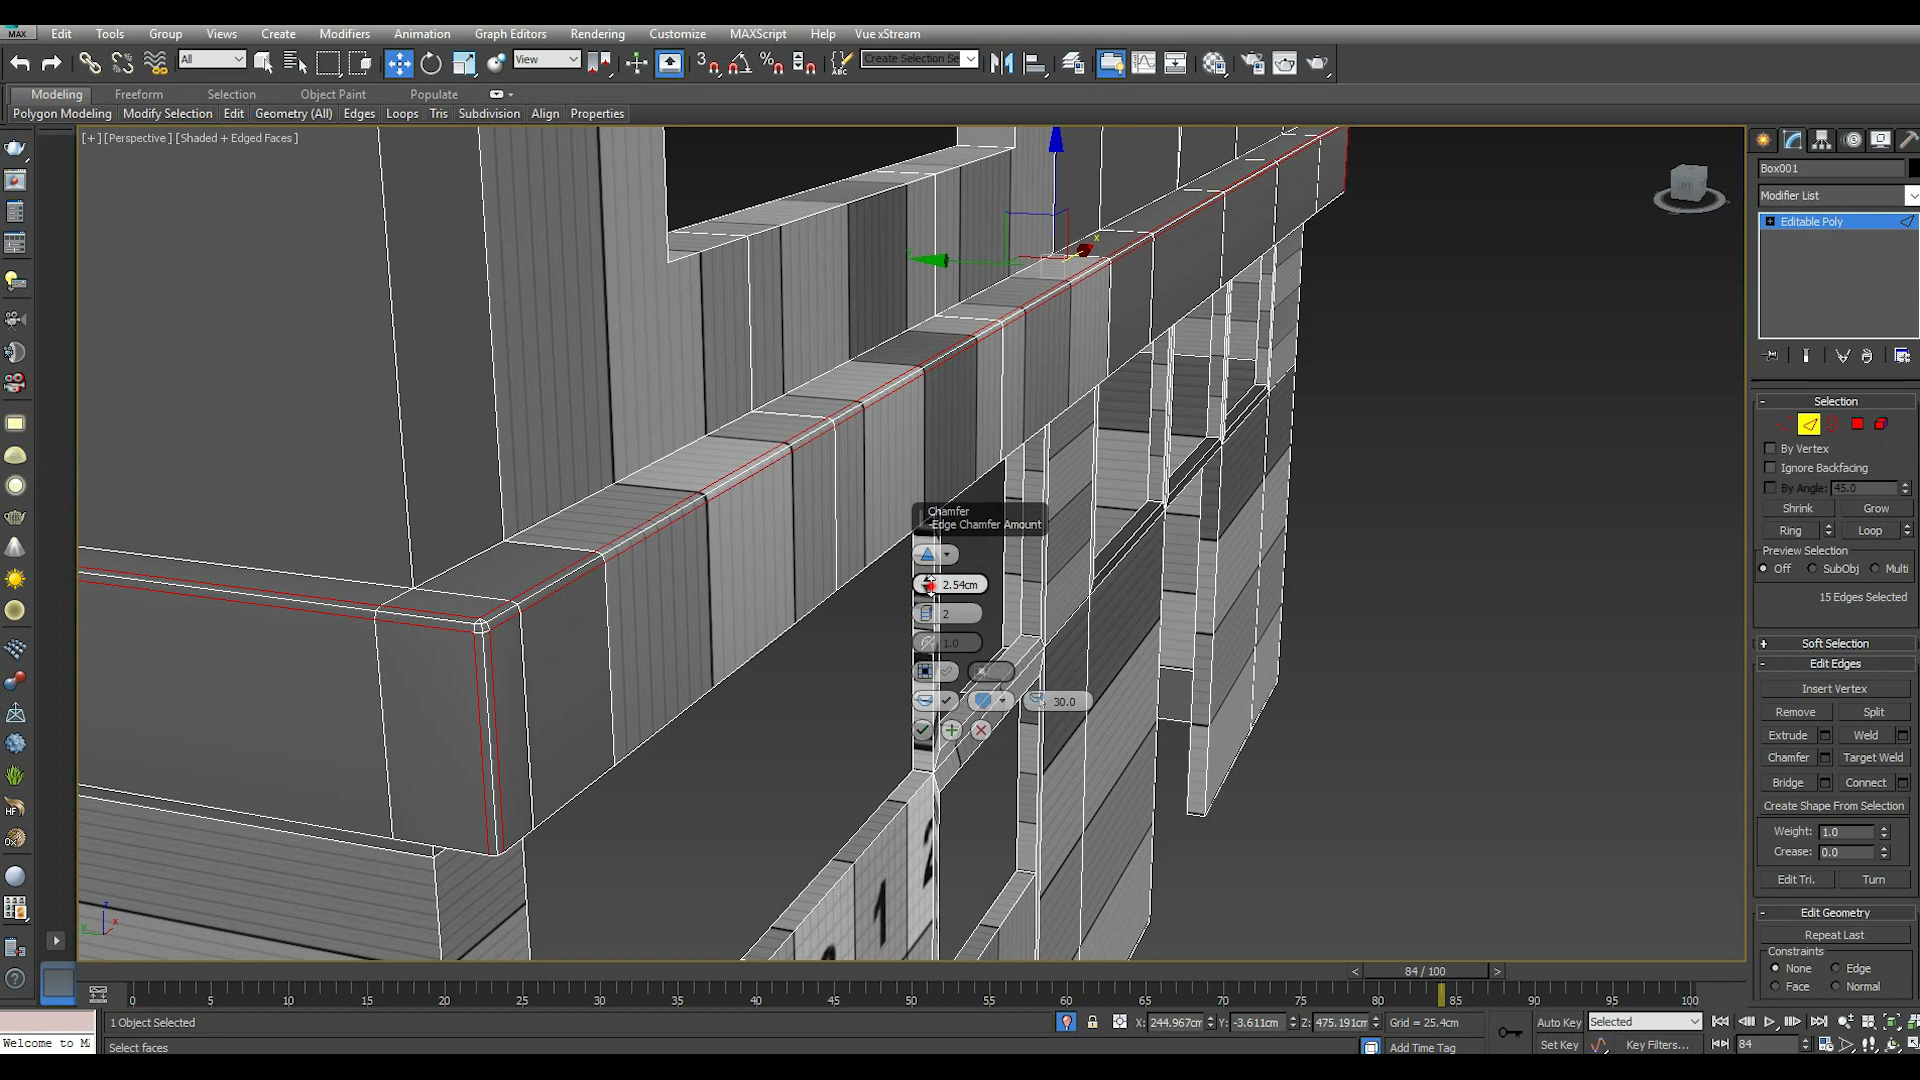 MAX Edit Tools Group Views Create Modifiers Animation Graph Editors Rendering Customize MAXScript Help Vue xStream
All View Create Selection Se
Modeling Freeform Selection Object Paint Populate
Polygon Modeling Modify Selection Edit Geometry (All) Edges Loops Tris Subdivision Align Properties
[+] [Perspective] [Shaded + Edged Faces]
Box001
Modifier List
Editable Poly
Selection
By Vertex
Ignore Backfacing
By Angle: 45.0
Shrink Grow
Ring Loop
Preview Selection
Off SubObj Multi
15 Edges Selected
Soft Selection
Edit Edges
Insert Vertex
Remove Split
Extrude Weld
Chamfer Target Weld
Bridge Connect
Create Shape From Selection
Weight: 1.0
Crease: 0.0
Edit Tri. Turn
Edit Geometry
Repeat Last
Constraints
None Edge
Face Normal
Chamfer
-Edge Chamfer Amount
2.54cm
2
1.0
30.0
x
2
1
z
x
y
84 / 100
0 5 10 15 20 25 30 35 40 45 50 55 60 65 70 75 80 85 90 95 100
1 Object Selected X: 244.967cm Y: -3.611cm Z: 475.191cm Grid = 25.4cm Auto Key Selected
Welcome to MA Select faces Add Time Tag Set Key Key Filters... 84